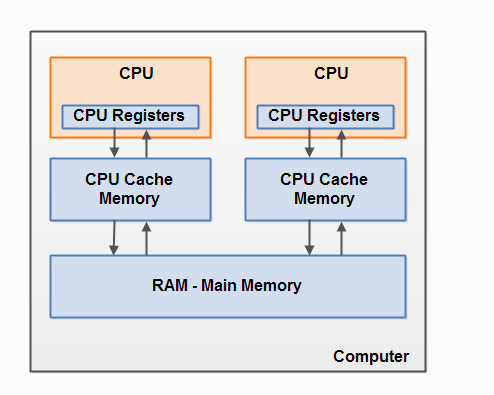 CPU
CPU
CPU Registers
CPU Registers
CPU Cache
Memory
CPU Cache
Memory
RAM - Main Memory
Computer